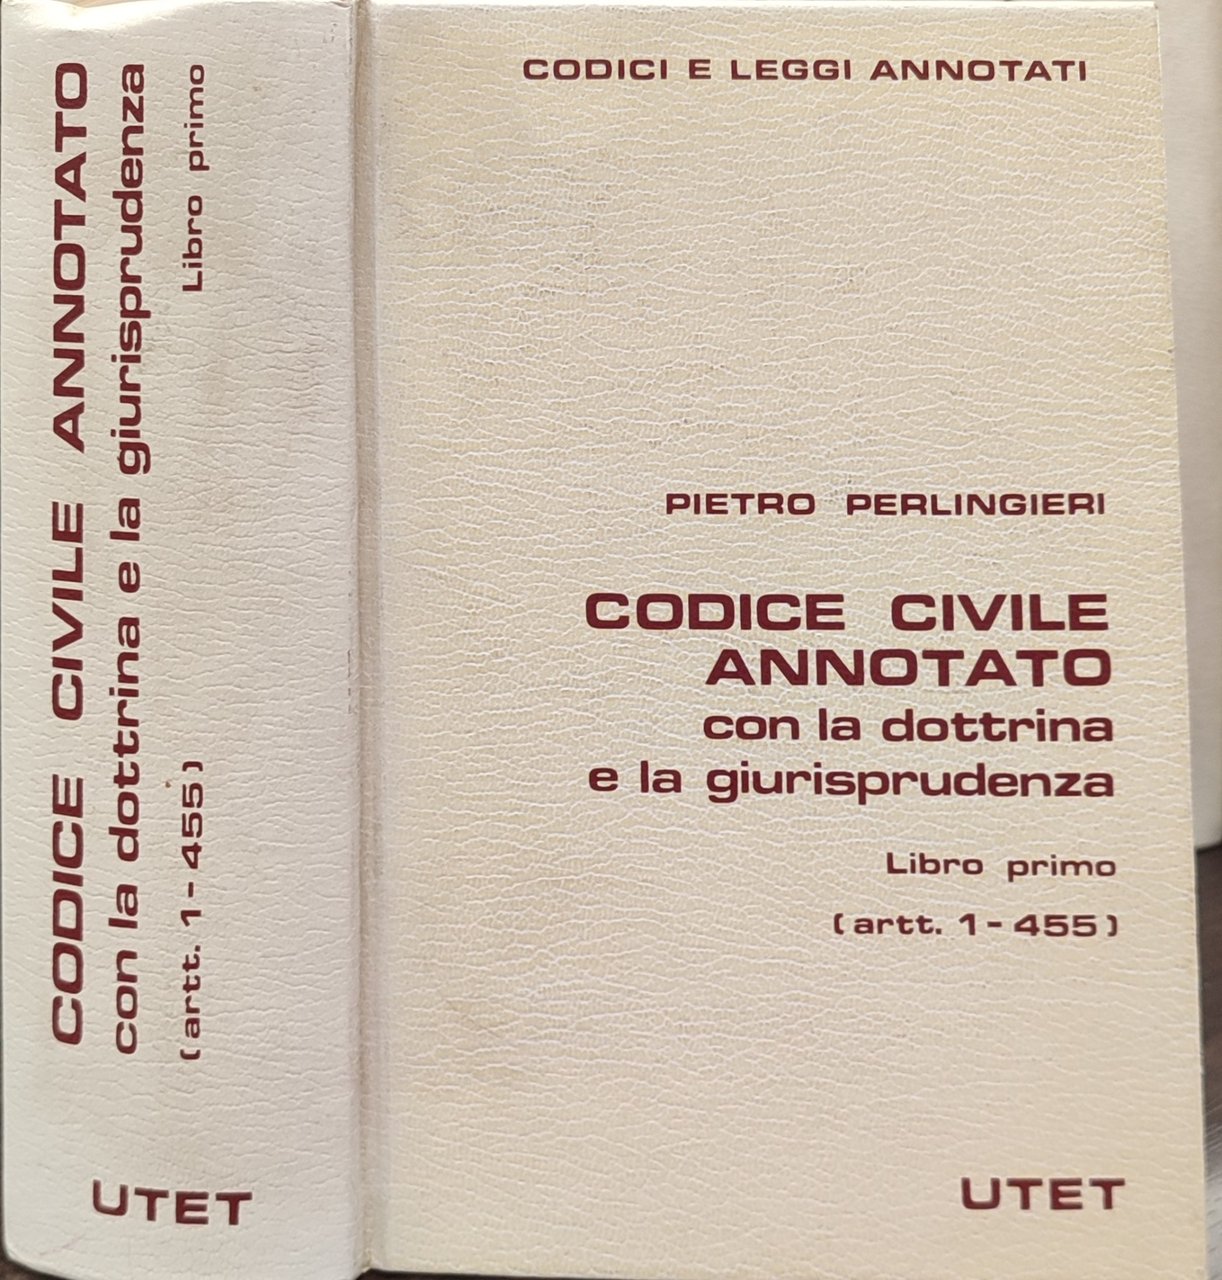 CODICE CIVILE ANNOTATO
con la dottrina e la giurisprudenza
(artt. 1-455) Libro primo
UTET
CODICI E LEGGI ANNOTATI
PIETRO PERLINGIERI
CODICE CIVILE
ANNOTATO
con la dottrina
e la giurisprudenza
Libro primo
(artt. 1-455)
UTET